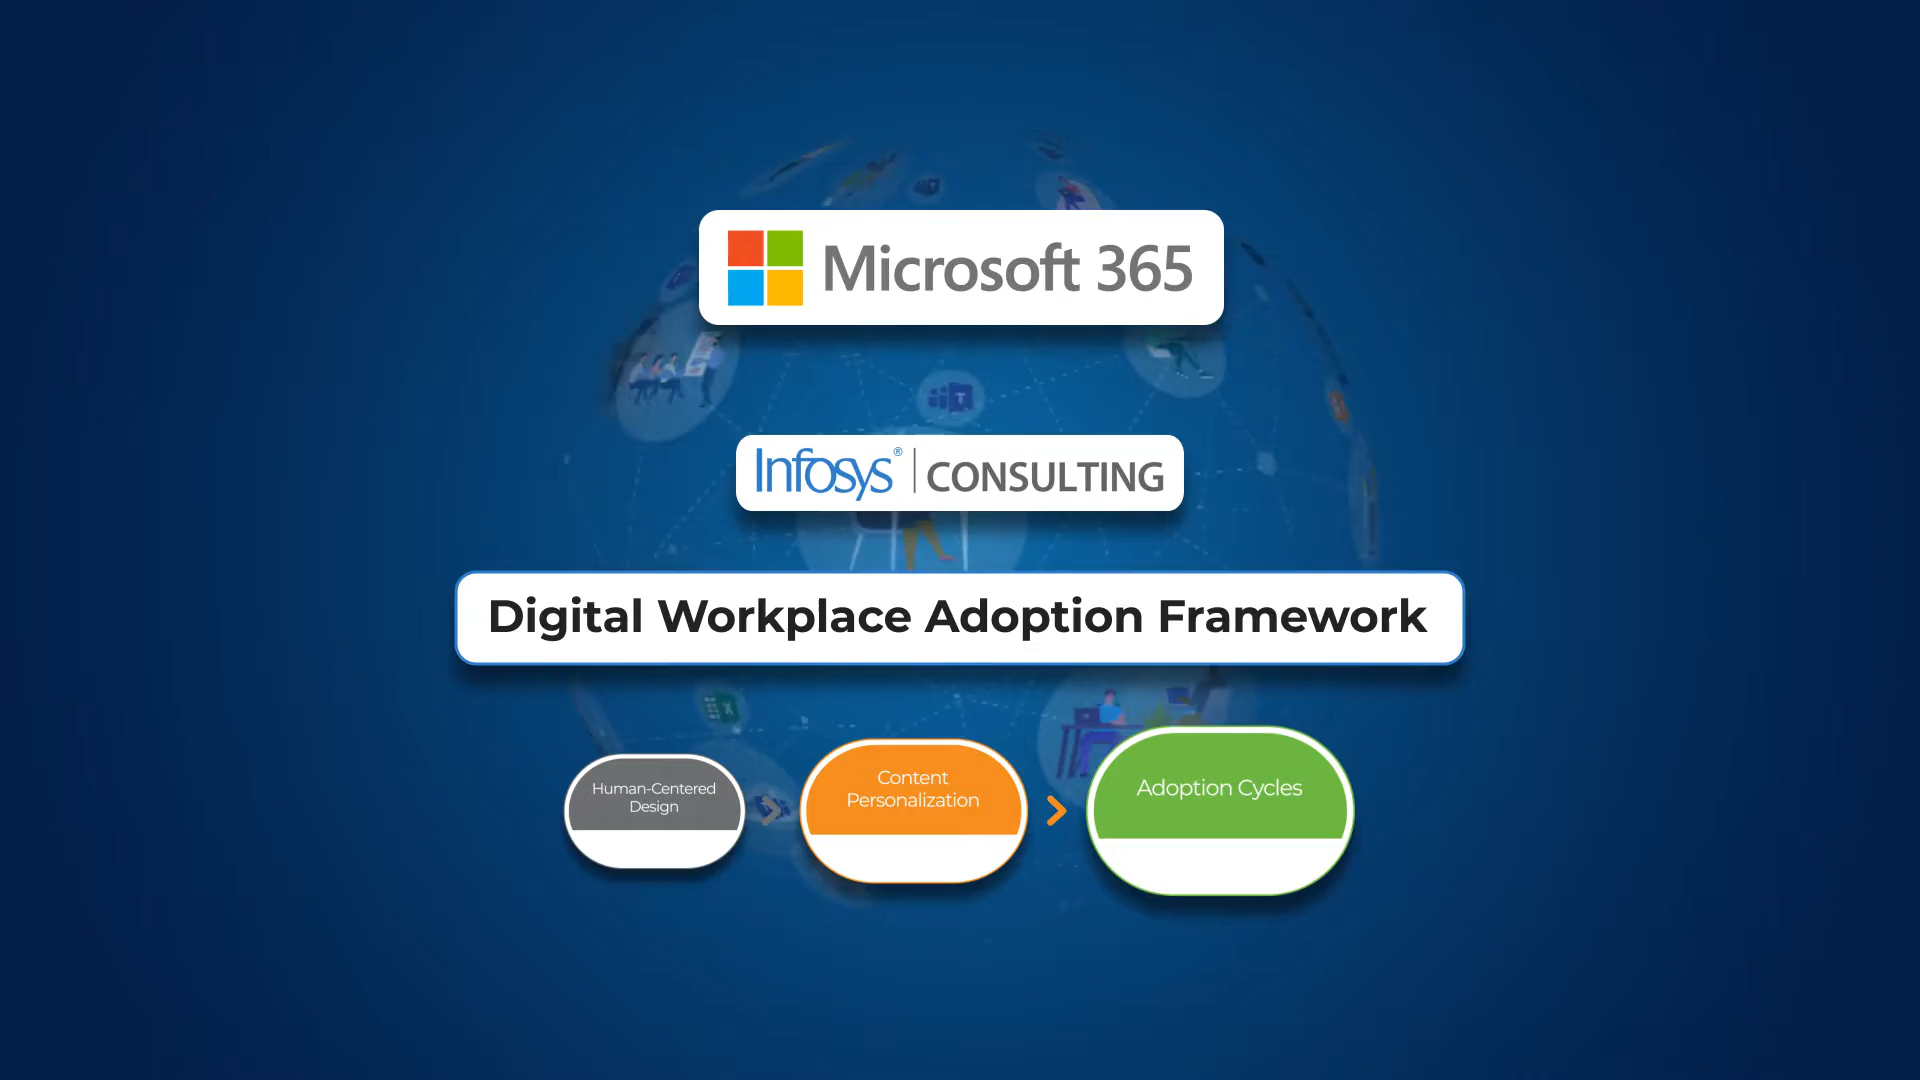 Microsoft 365
Infosys® | CONSULTING
Digital Workplace Adoption Framework
Human-Centered
Design
Content
Personalization
Adoption Cycles